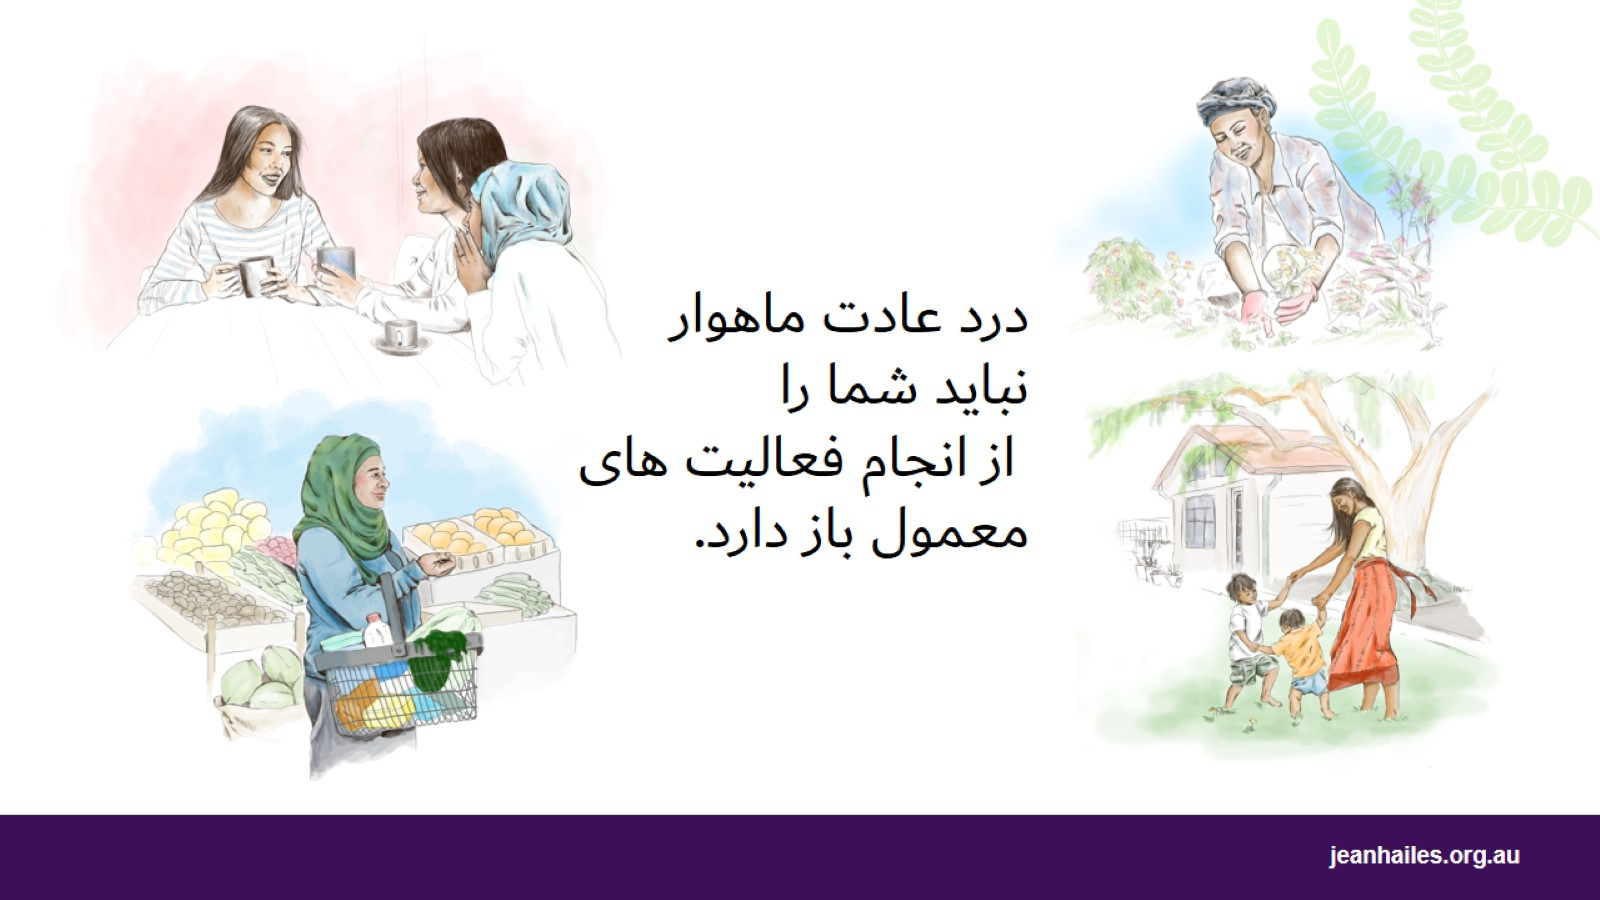 درد عادت ماهوار
نباید شما را
از انجام فعالیت های
معمول باز دارد.
jeanhailes.org.au